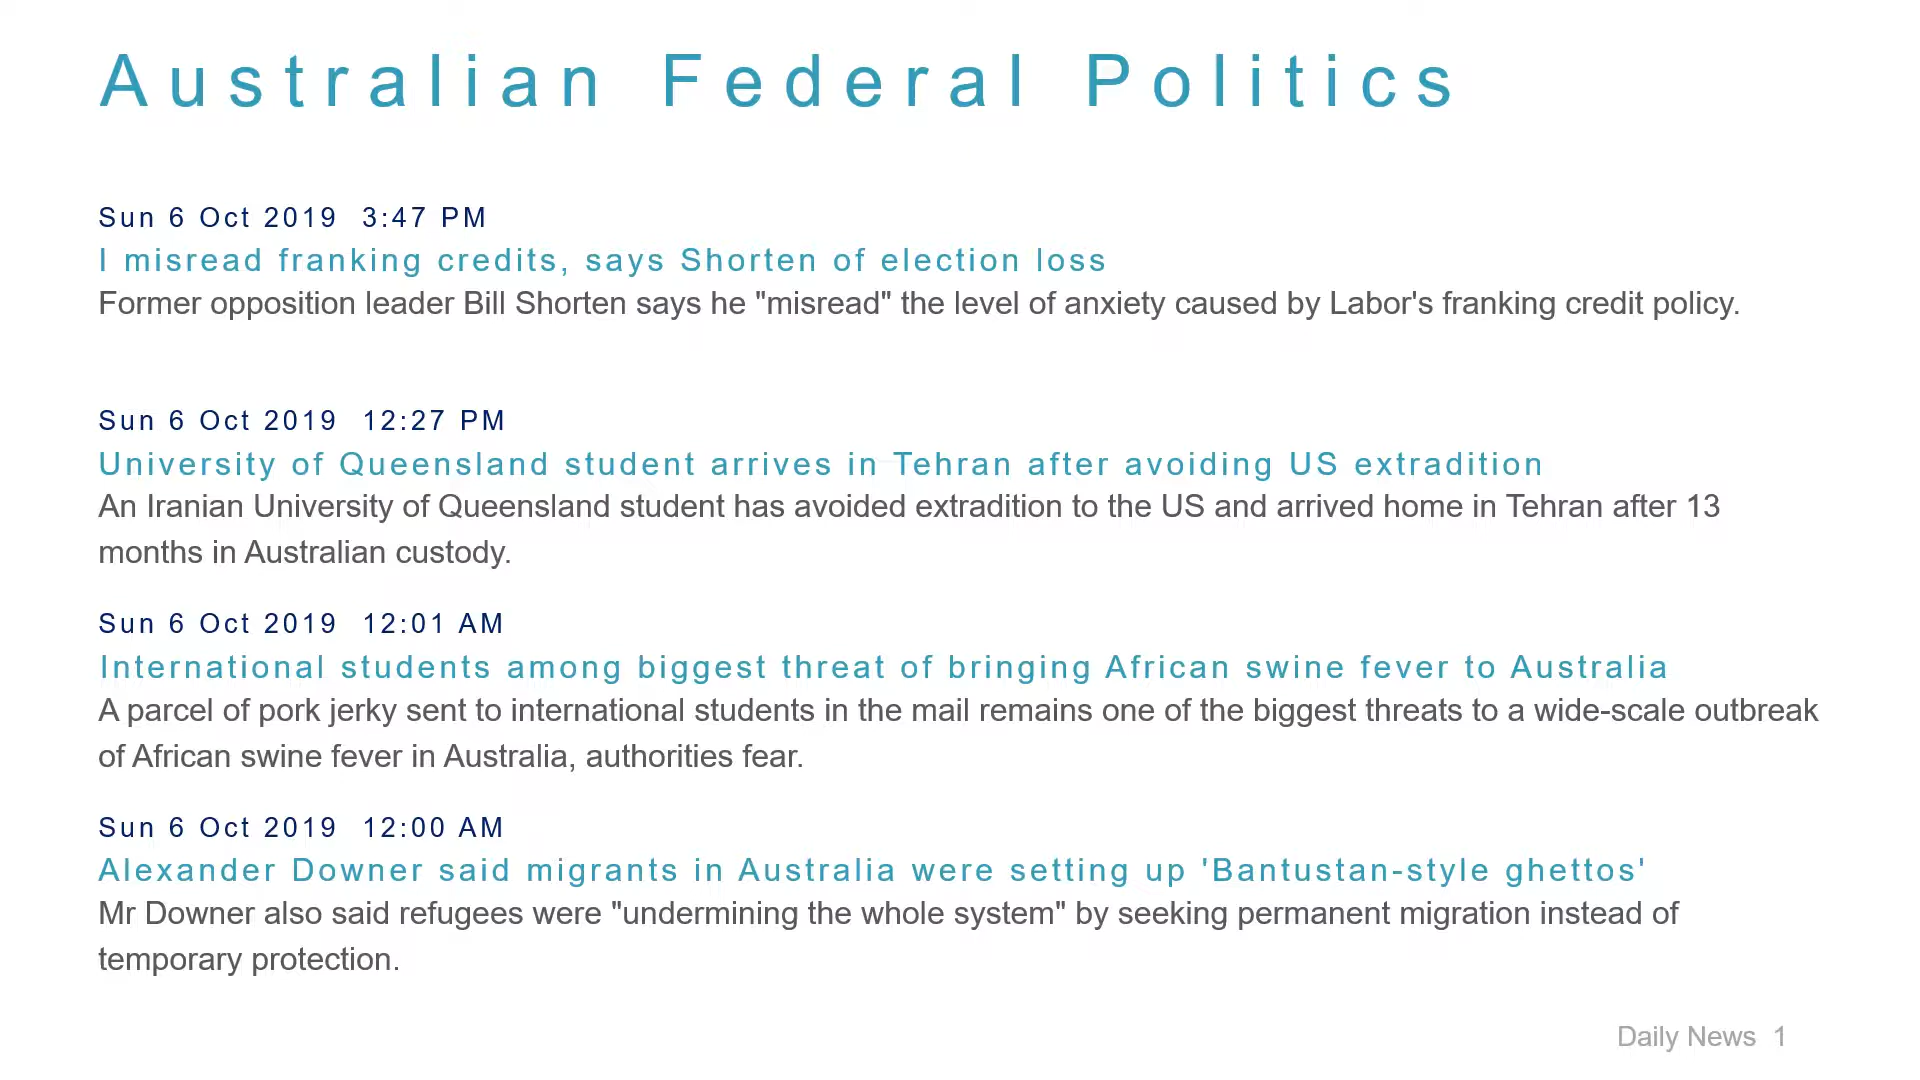 Australian Federal Politics
Sun 6 Oct 2019 3:47 PM
I misread franking credits, says Shorten of election loss
Former opposition leader Bill Shorten says he "misread" the level of anxiety caused by Labor's franking credit policy.
Sun 6 Oct 2019 12:27 PM
University of Queensland student arrives in Tehran after avoiding US extradition
An Iranian University of Queensland student has avoided extradition to the US and arrived home in Tehran after 13
months in Australian custody.
Sun 6 Oct 2019 12:01 AM
International students among biggest threat of bringing African swine fever to Australia
A parcel of pork jerky sent to international students in the mail remains one of the biggest threats to a wide-scale outbreak
of African swine fever in Australia, authorities fear.
Sun 6 Oct 2019 12:00 AM
Alexander Downer said migrants in Australia were setting up 'Bantustan-style ghettos'
Mr Downer also said refugees were "undermining the whole system" by seeking permanent migration instead of
temporary protection.
Daily News 1